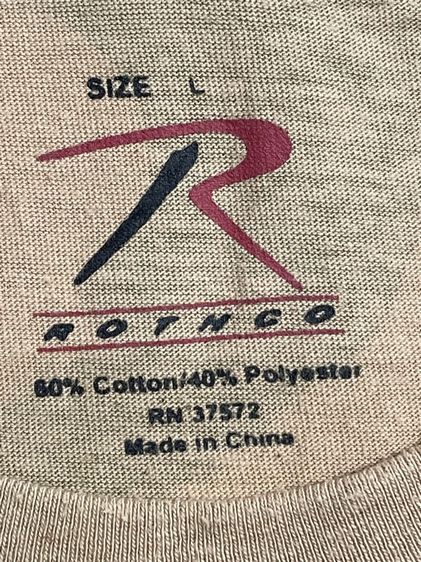 SIZE L
R
ROTHCO
60% Cotton/40% Polyester
RN 37572
Made in China